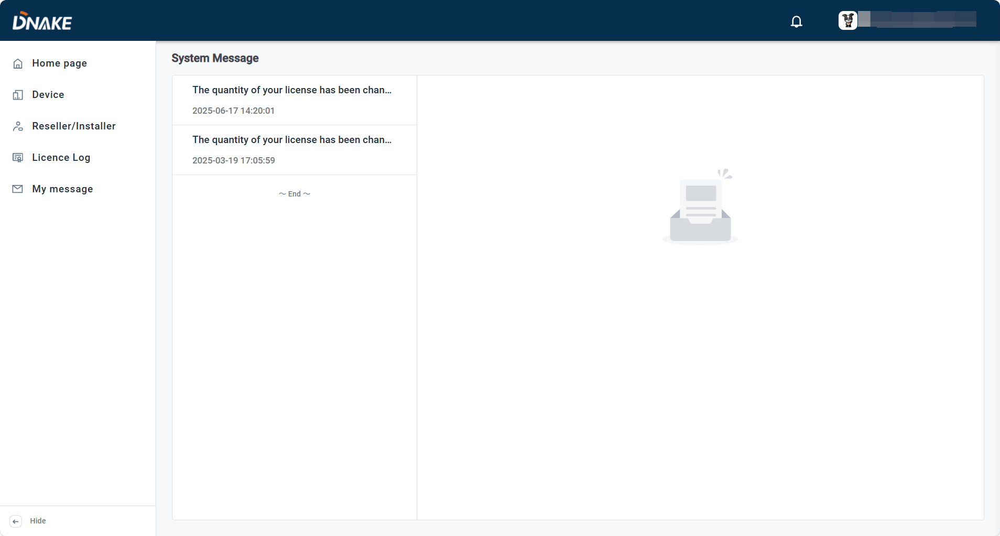 DNAKE
Home page
Device
Reseller/Installer
Licence Log
My message
Hide
System Message
The quantity of your license has been chan...
2025-06-17 14:20:01
The quantity of your license has been chan...
2025-03-19 17:05:59
～ End ～